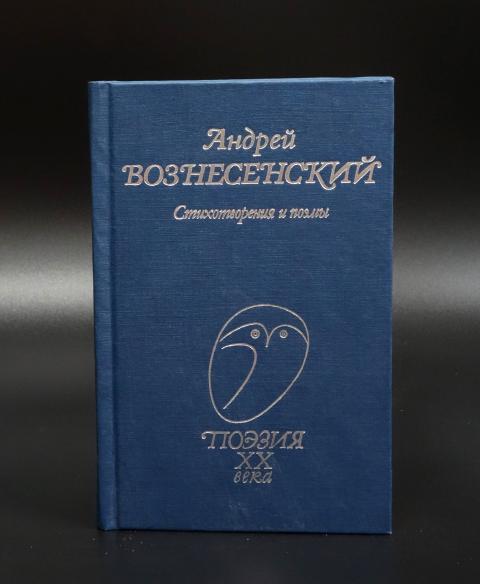 Андрей
ВОЗНЕСЕНСКИЙ
Стихотворения и поэмы
ПОЭЗИЯ
XX
века